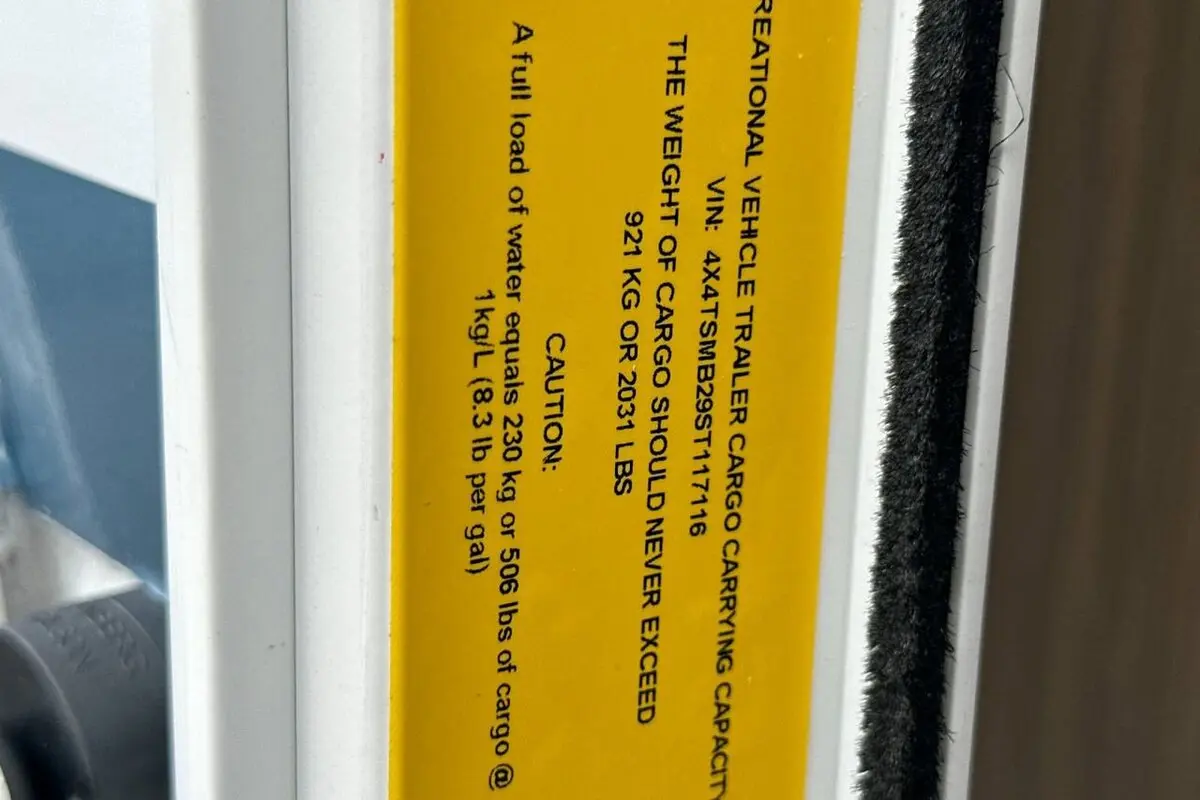 REATIONAL VEHICLE TRAILER CARGO CARRYING CAPACITY
VIN: 4X4TSMB29ST117116
THE WEIGHT OF CARGO SHOULD NEVER EXCEED
921 KG OR 2031 LBS
CAUTION:
A full load of water equals 230 kg or 506 lbs of cargo @
1kg/L (8.3 lb per gal)